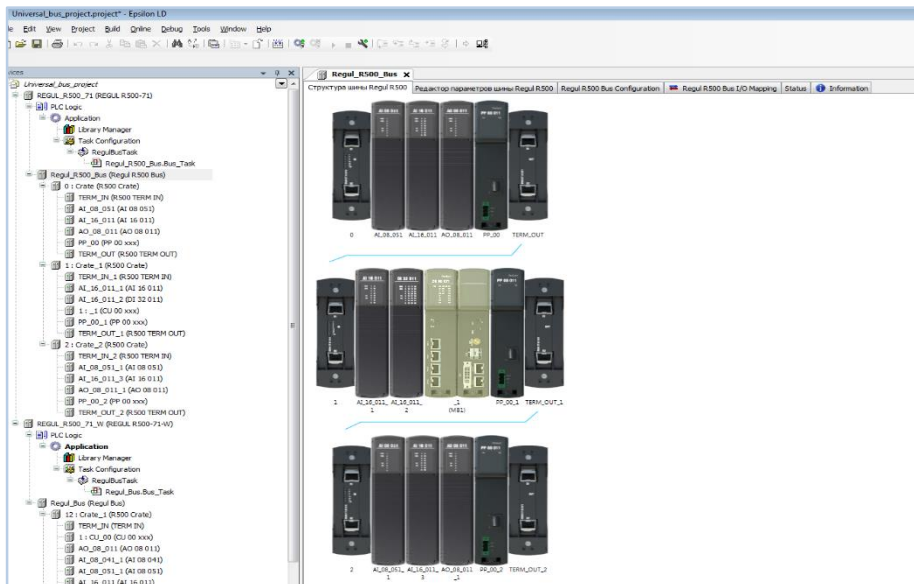 Universal_bus_project.project* - Epsilon LD
Edit View Project Build Online Debug Tools Window Help
Universal_bus_project
REGUL_R500_71 (REGUL R500-71)
PLC Logic
Application
Library Manager
Task Configuration
RegulBusTask
Regul_R500_Bus.Bus_Task
Regul_R500_Bus (Regul R500 Bus)
0 : Crate (R500 Crate)
TERM_IN (R500 TERM IN)
AI_08_051 (AI 08 051)
AI_16_011 (AI 16 011)
AO_08_011 (AO 08 011)
PP_00 (PP 00 xxx)
TERM_OUT (R500 TERM OUT)
1 : Crate_1 (R500 Crate)
TERM_IN_1 (R500 TERM IN)
AI_16_011_1 (AI 16 011)
AI_16_011_2 (DI 32 011)
1 : _1 (CU 00 xxx)
PP_00_1 (PP 00 xxx)
TERM_OUT_1 (R500 TERM OUT)
2 : Crate_2 (R500 Crate)
TERM_IN_2 (R500 TERM IN)
AI_08_051_1 (AI 08 051)
AI_16_011_3 (AI 16 011)
AO_08_011_1 (AO 08 011)
PP_00_2 (PP 00 xxx)
TERM_OUT_2 (R500 TERM OUT)
REGUL_R500_71_W (REGUL R500-71-W)
PLC Logic
Application
Library Manager
Task Configuration
RegulBusTask
Regul_Bus.Bus_Task
Regul_Bus (Regul Bus)
12 : Crate_1 (R500 Crate)
TERM_IN (TERM IN)
1 : CU_00 (CU 00 xxx)
AO_08_011 (AO 08 011)
AI_08_041_1 (AI 08 041)
AI_08_051_1 (AI 08 051)
AI_16_011 (AI 16 011)
Regul_R500_Bus
Структура шины Regul R500 Редактор параметров шины Regul R500 Regul R500 Bus Configuration Regul R500 Bus I/O Mapping Status Information
0 AI_08_051 AI_16_011 AO_08_011 PP_00 TERM_OUT
1 AI_16_011_1 AI_16_011_2 _1 (MB1) PP_00_1 TERM_OUT_1
2 AI_08_051_1 AI_16_011_3 AO_08_011_1 PP_00_2 TERM_OUT_2